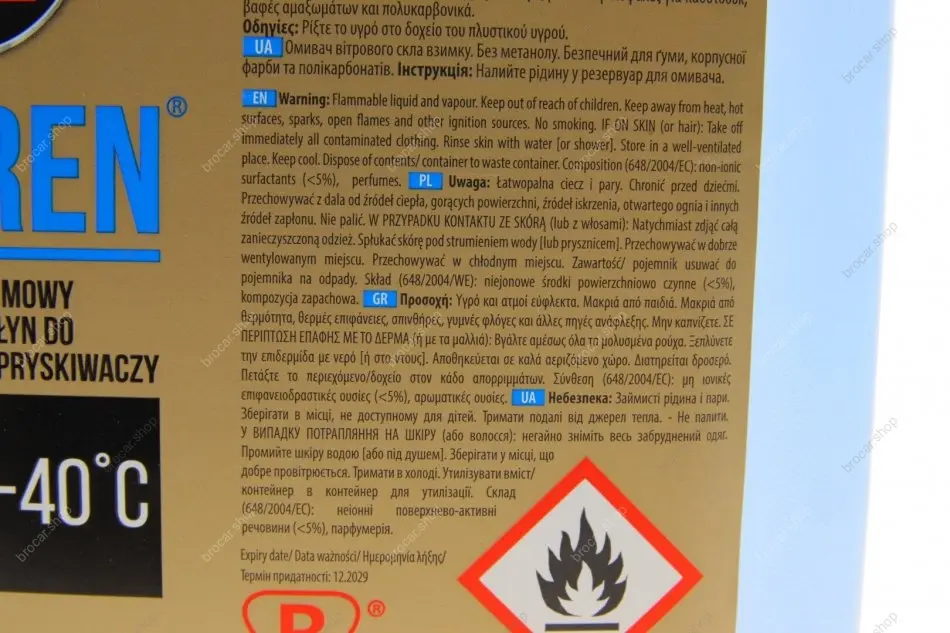 βαφές αμαξωμάτων και πολυκαρβονικά.
Οδηγίες: Ρίξτε το υγρό στο δοχείο του πλυστικού υγρού.
UA Омивач вітрового скла взимку. Без метанолу. Безпечний для ґуми, корпусної
фарби та полікарбонатів. Інструкція: Налийте рідину у резервуар для омивача.
EN Warning: Flammable liquid and vapour. Keep out of reach of children. Keep away from heat, hot
surfaces, sparks, open flames and other ignition sources. No smoking. IF ON SKIN (or hair): Take off
immediately all contaminated clothing. Rinse skin with water [or shower]. Store in a well-ventilated
place. Keep cool. Dispose of contents/ container to waste container. Composition (648/2004/EC): non-ionic
surfactants (<5%), perfumes. PL Uwaga: Łatwopalna ciecz i pary. Chronić przed dziećmi.
Przechowywać z dala od źródeł ciepła, gorących powierzchni, źródeł iskrzenia, otwartego ognia i innych
źródeł zapłonu. Nie palić. W PRZYPADKU KONTAKTU ZE SKÓRĄ (lub z włosami): Natychmiast zdjąć całą
zanieczyszczoną odzież. Spłukać skórę pod strumieniem wody [lub prysznicem]. Przechowywać w dobrze
wentylowanym miejscu. Przechowywać w chłodnym miejscu. Zawartość/ pojemnik usuwać do
pojemnika na odpady. Skład (648/2004/WE): niejonowe środki powierzchniowo czynne (<5%),
kompozycja zapachowa. GR Προσοχή: Υγρό και ατμοί εύφλεκτα. Μακριά από παιδιά. Μακριά από
θερμότητα, θερμές επιφάνειες, σπινθήρες, γυμνές φλόγες και άλλες πηγές ανάφλεξης. Μην καπνίζετε. ΣΕ
ΠΕΡΙΠΤΩΣΗ ΕΠΑΦΗΣ ΜΕ ΤΟ ΔΕΡΜΑ (ή με τα μαλλιά): Βγάλτε αμέσως όλα τα μολυσμένα ρούχα. Ξεπλύνετε
την επιδερμίδα με νερό [ή στο ντους]. Αποθηκεύεται σε καλά αεριζόμενο χώρο. Διατηρείται δροσερό.
Πετάξτε το περιεχόμενο/δοχείο στον κάδο απορριμμάτων. Σύνθεση (648/2004/EC): μη ιονικές
επιφανειοδραστικές ουσίες (<5%), αρωματικές ουσίες. UA Небезпека: Займисті рідина і пари.
Зберігати в місці, не доступному для дітей. Тримати подалі від джерел тепла. - Не палити.
У ВИПАДКУ ПОТРАПЛЯННЯ НА ШКІРУ (або волосся): негайно зніміть весь забруднений одяг.
Промийте шкіру водою [або під душем]. Зберігати у місці, що
добре провітрюється. Тримати в холоді. Утилізувати вміст/
контейнер в контейнер для утилізації. Склад
(648/2004/EC): неіонні поверхнево-активні
речовини (<5%), парфумерія.
Expiry date/ Data ważności/ Ημερομηνία λήξης/
Термін придатності: 12.2029
REN®
MOWY
ŁYN DO
PRYSKIWACZY
-40°C
R®
brocar.shop